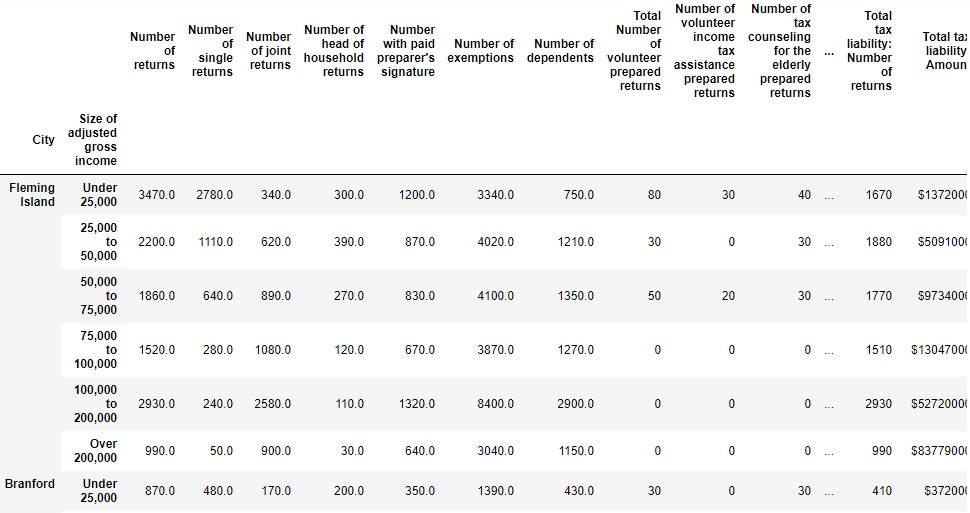 Number of returns Number of single returns Number of joint returns Number of head of household returns Number with paid preparer's signature Number of exemptions Number of dependents Total Number of volunteer prepared returns Number of volunteer income tax assistance prepared returns Number of tax counseling for the elderly prepared returns ... Total tax liability: Number of returns Total tax liability Amoun
City Size of adjusted gross income
Fleming Island Under 25,000 3470.0 2780.0 340.0 300.0 1200.0 3340.0 750.0 80 30 40 ... 1670 $1372000
25,000 to 50,000 2200.0 1110.0 620.0 390.0 870.0 4020.0 1210.0 30 0 30 ... 1880 $5091000
50,000 to 75,000 1860.0 640.0 890.0 270.0 830.0 4100.0 1350.0 50 20 30 ... 1770 $9734000
75,000 to 100,000 1520.0 280.0 1080.0 120.0 670.0 3870.0 1270.0 0 0 0 ... 1510 $13047000
100,000 to 200,000 2930.0 240.0 2580.0 110.0 1320.0 8400.0 2900.0 0 0 0 ... 2930 $52720000
Over 200,000 990.0 50.0 900.0 30.0 640.0 3040.0 1150.0 0 0 0 ... 990 $83779000
Branford Under 25,000 870.0 480.0 170.0 200.0 350.0 1390.0 430.0 30 0 30 ... 410 $372000